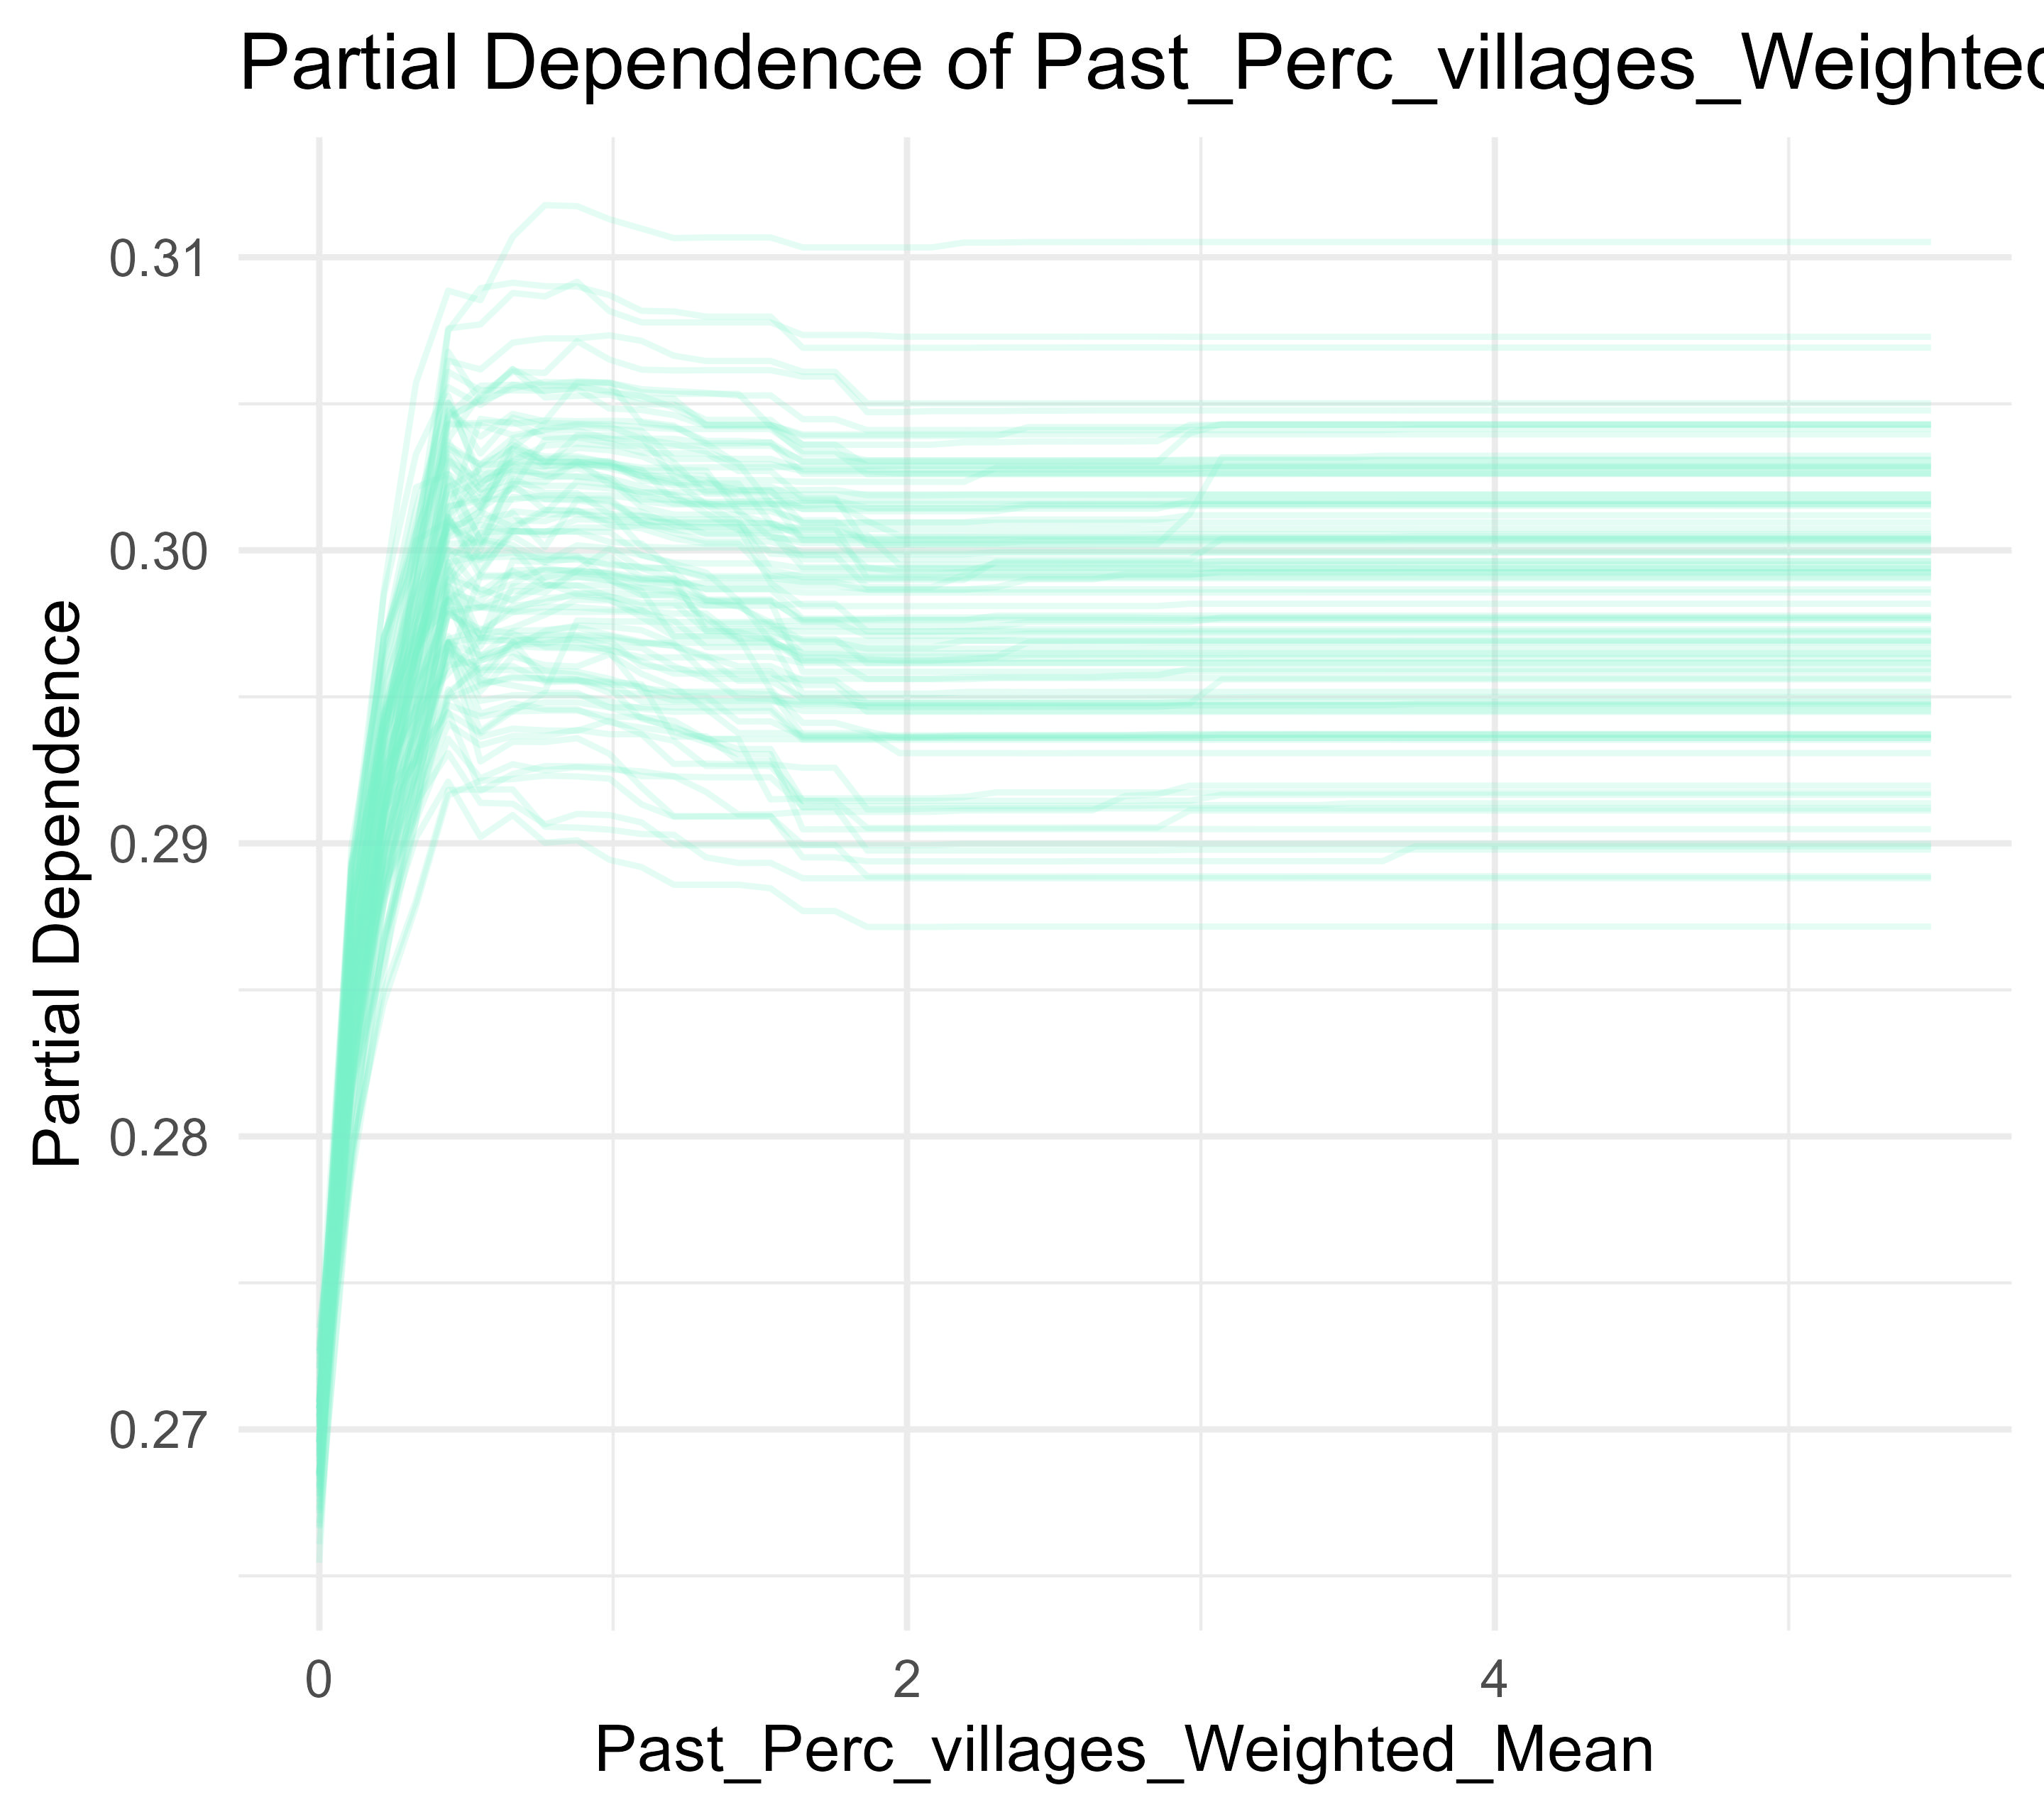 Partial Dependence of Past_Perc_villages_Weighted
0.31
0.30
0.29
0.28
0.27
Partial Dependence
0 2 4
Past_Perc_villages_Weighted_Mean